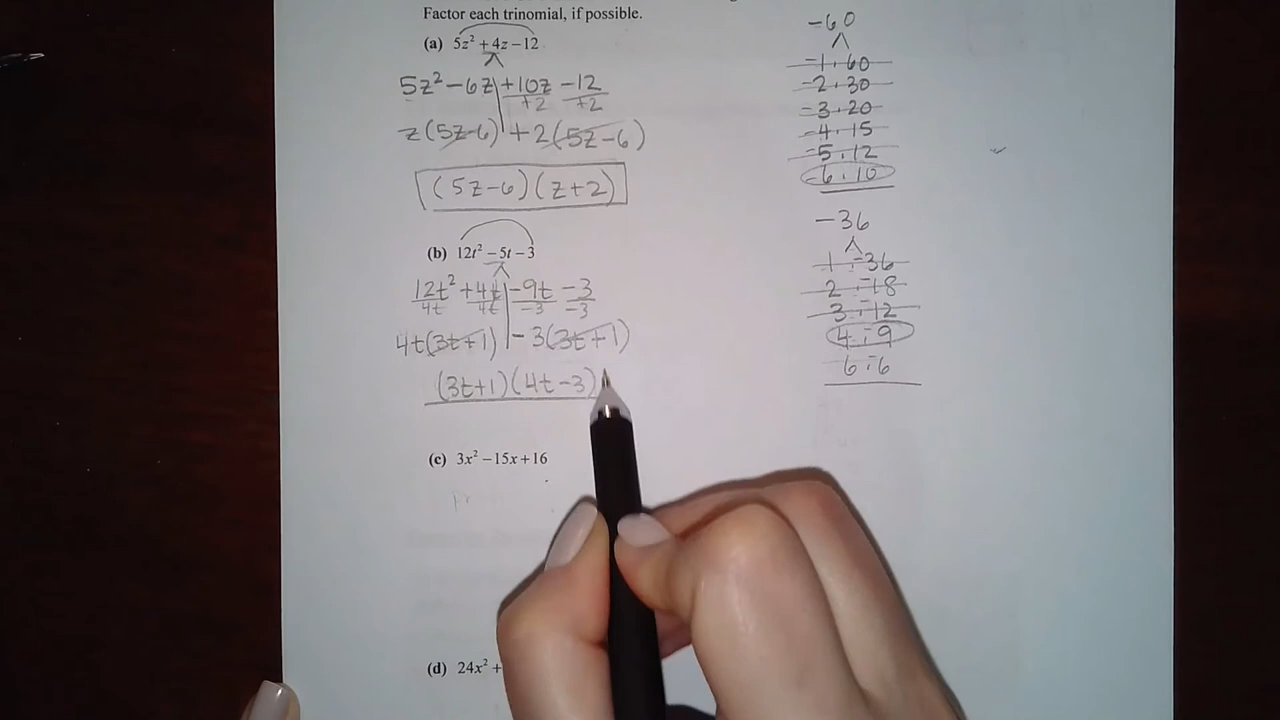 Factor each trinomial, if possible.
(a) 5z² + 4z − 12
5z² − 6z + 10z − 12
+2 +2
z(5z−6) + 2(5z−6)
(5z−6)(z+2)
(b) 12t² − 5t − 3
12t² + 4t − 9t − 3
4t 4t −3 −3
4t(3t+1) − 3(3t+1)
(3t+1)(4t−3)
(c) 3x² − 15x + 16
(d) 24x² +
−60
−1 · 60
−2 · 30
−3 · 20
−4 · 15
−5 · 12
−6 · 10
−36
1 · −36
2 · −18
3 · −12
4 · −9
6 · −6